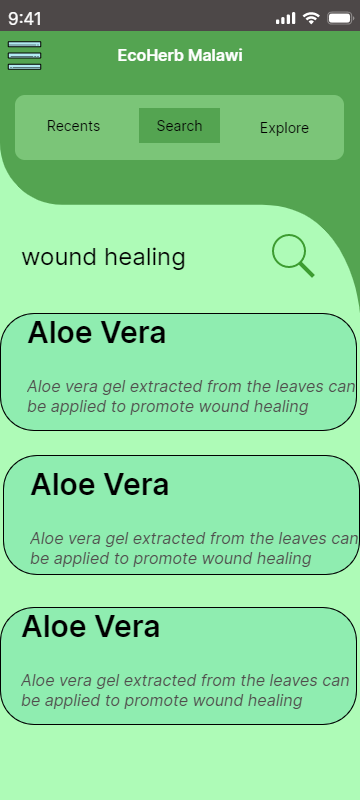 9:41
EcoHerb Malawi
Recents
Search
Explore
wound healing
Aloe Vera
Aloe vera gel extracted from the leaves can
be applied to promote wound healing
Aloe Vera
Aloe vera gel extracted from the leaves can
be applied to promote wound healing
Aloe Vera
Aloe vera gel extracted from the leaves can
be applied to promote wound healing